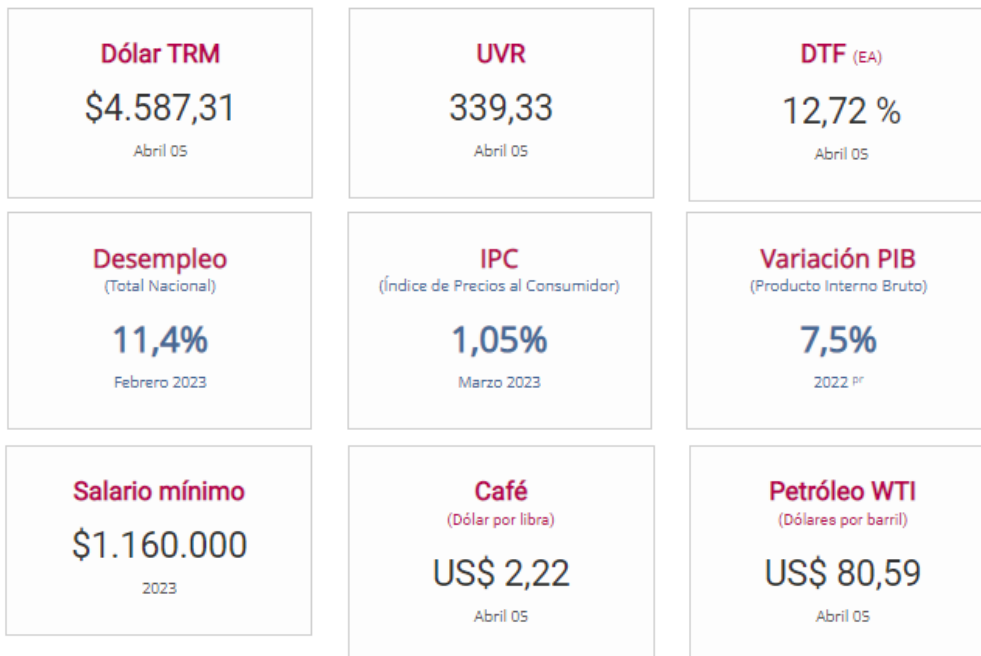 Dólar TRM
$4.587,31
Abril 05
UVR
339,33
Abril 05
DTF (EA)
12,72 %
Abril 05
Desempleo
(Total Nacional)
11,4%
Febrero 2023
IPC
(Índice de Precios al Consumidor)
1,05%
Marzo 2023
Variación PIB
(Producto Interno Bruto)
7,5%
2022 pr
Salario mínimo
$1.160.000
2023
Café
(Dólar por libra)
US$ 2,22
Abril 05
Petróleo WTI
(Dólares por barril)
US$ 80,59
Abril 05